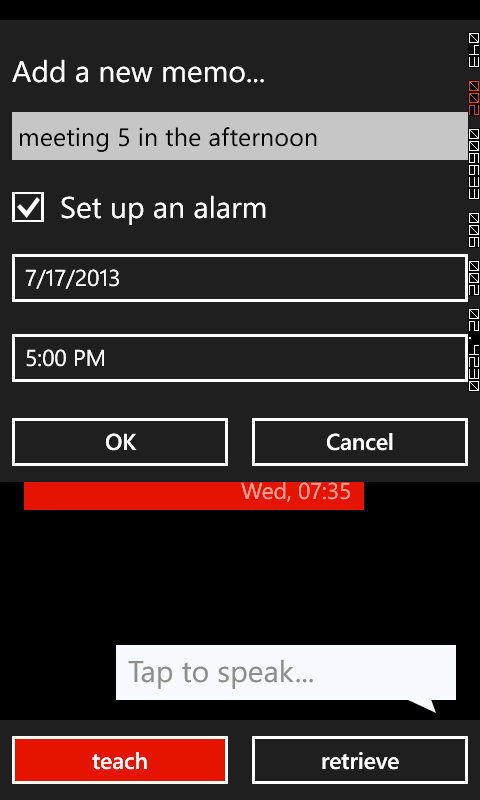 Add a new memo...
meeting 5 in the afternoon
Set up an alarm
7/17/2013
5:00 PM
OK
Cancel
Wed, 07:35
Tap to speak...
teach
retrieve